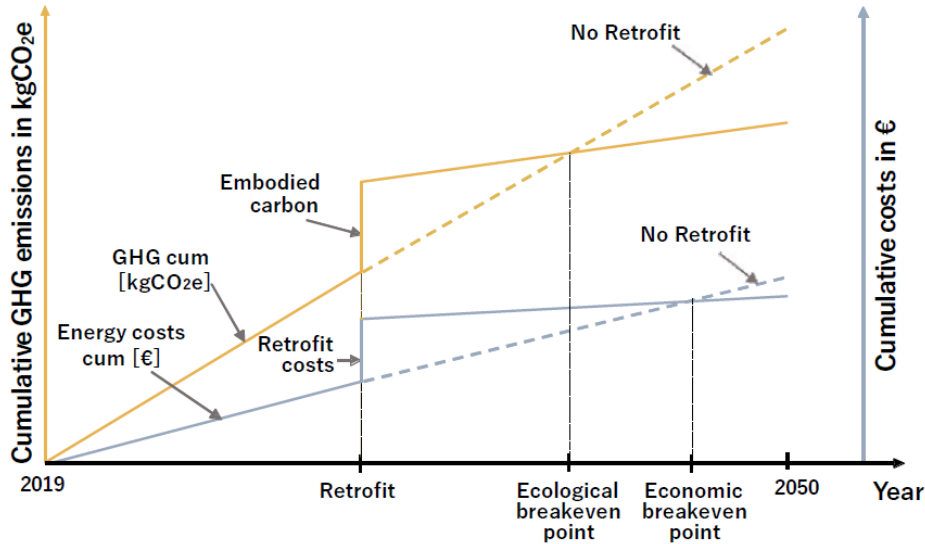 Cumulative GHG emissions in kgCO2e
No Retrofit
Embodied
carbon
GHG cum
[kgCO2e]
Energy costs
cum [€]
Retrofit
costs
No Retrofit
Cumulative costs in €
2019
Retrofit
Ecological
breakeven
point
Economic
breakeven
point
2050
Year